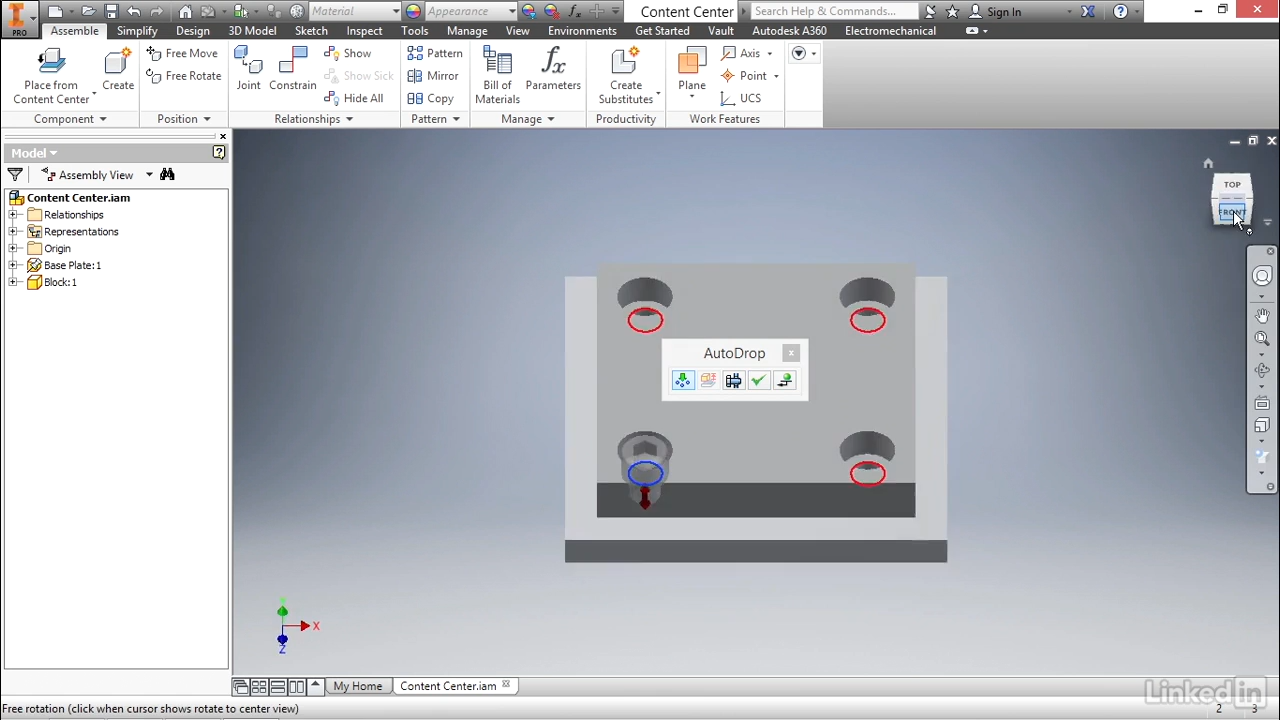 Material
Appearance
Content Center
Search Help & Commands...
Sign In
PRO
Assemble
Simplify
Design
3D Model
Sketch
Inspect
Tools
Manage
View
Environments
Get Started
Vault
Autodesk A360
Electromechanical
Place from
Content Center
Create
Free Move
Free Rotate
Joint
Constrain
Show
Show Sick
Hide All
Pattern
Mirror
Copy
Bill of
Materials
Parameters
Create
Substitutes
Plane
Axis
Point
UCS
Component
Position
Relationships
Pattern
Manage
Productivity
Work Features
Model
Assembly View
Content Center.iam
Relationships
Representations
Origin
Base Plate:1
Block:1
TOP
FRONT
AutoDrop
X
Z
My Home
Content Center.iam
Free rotation (click when cursor shows rotate to center view)
2
3
Linked in